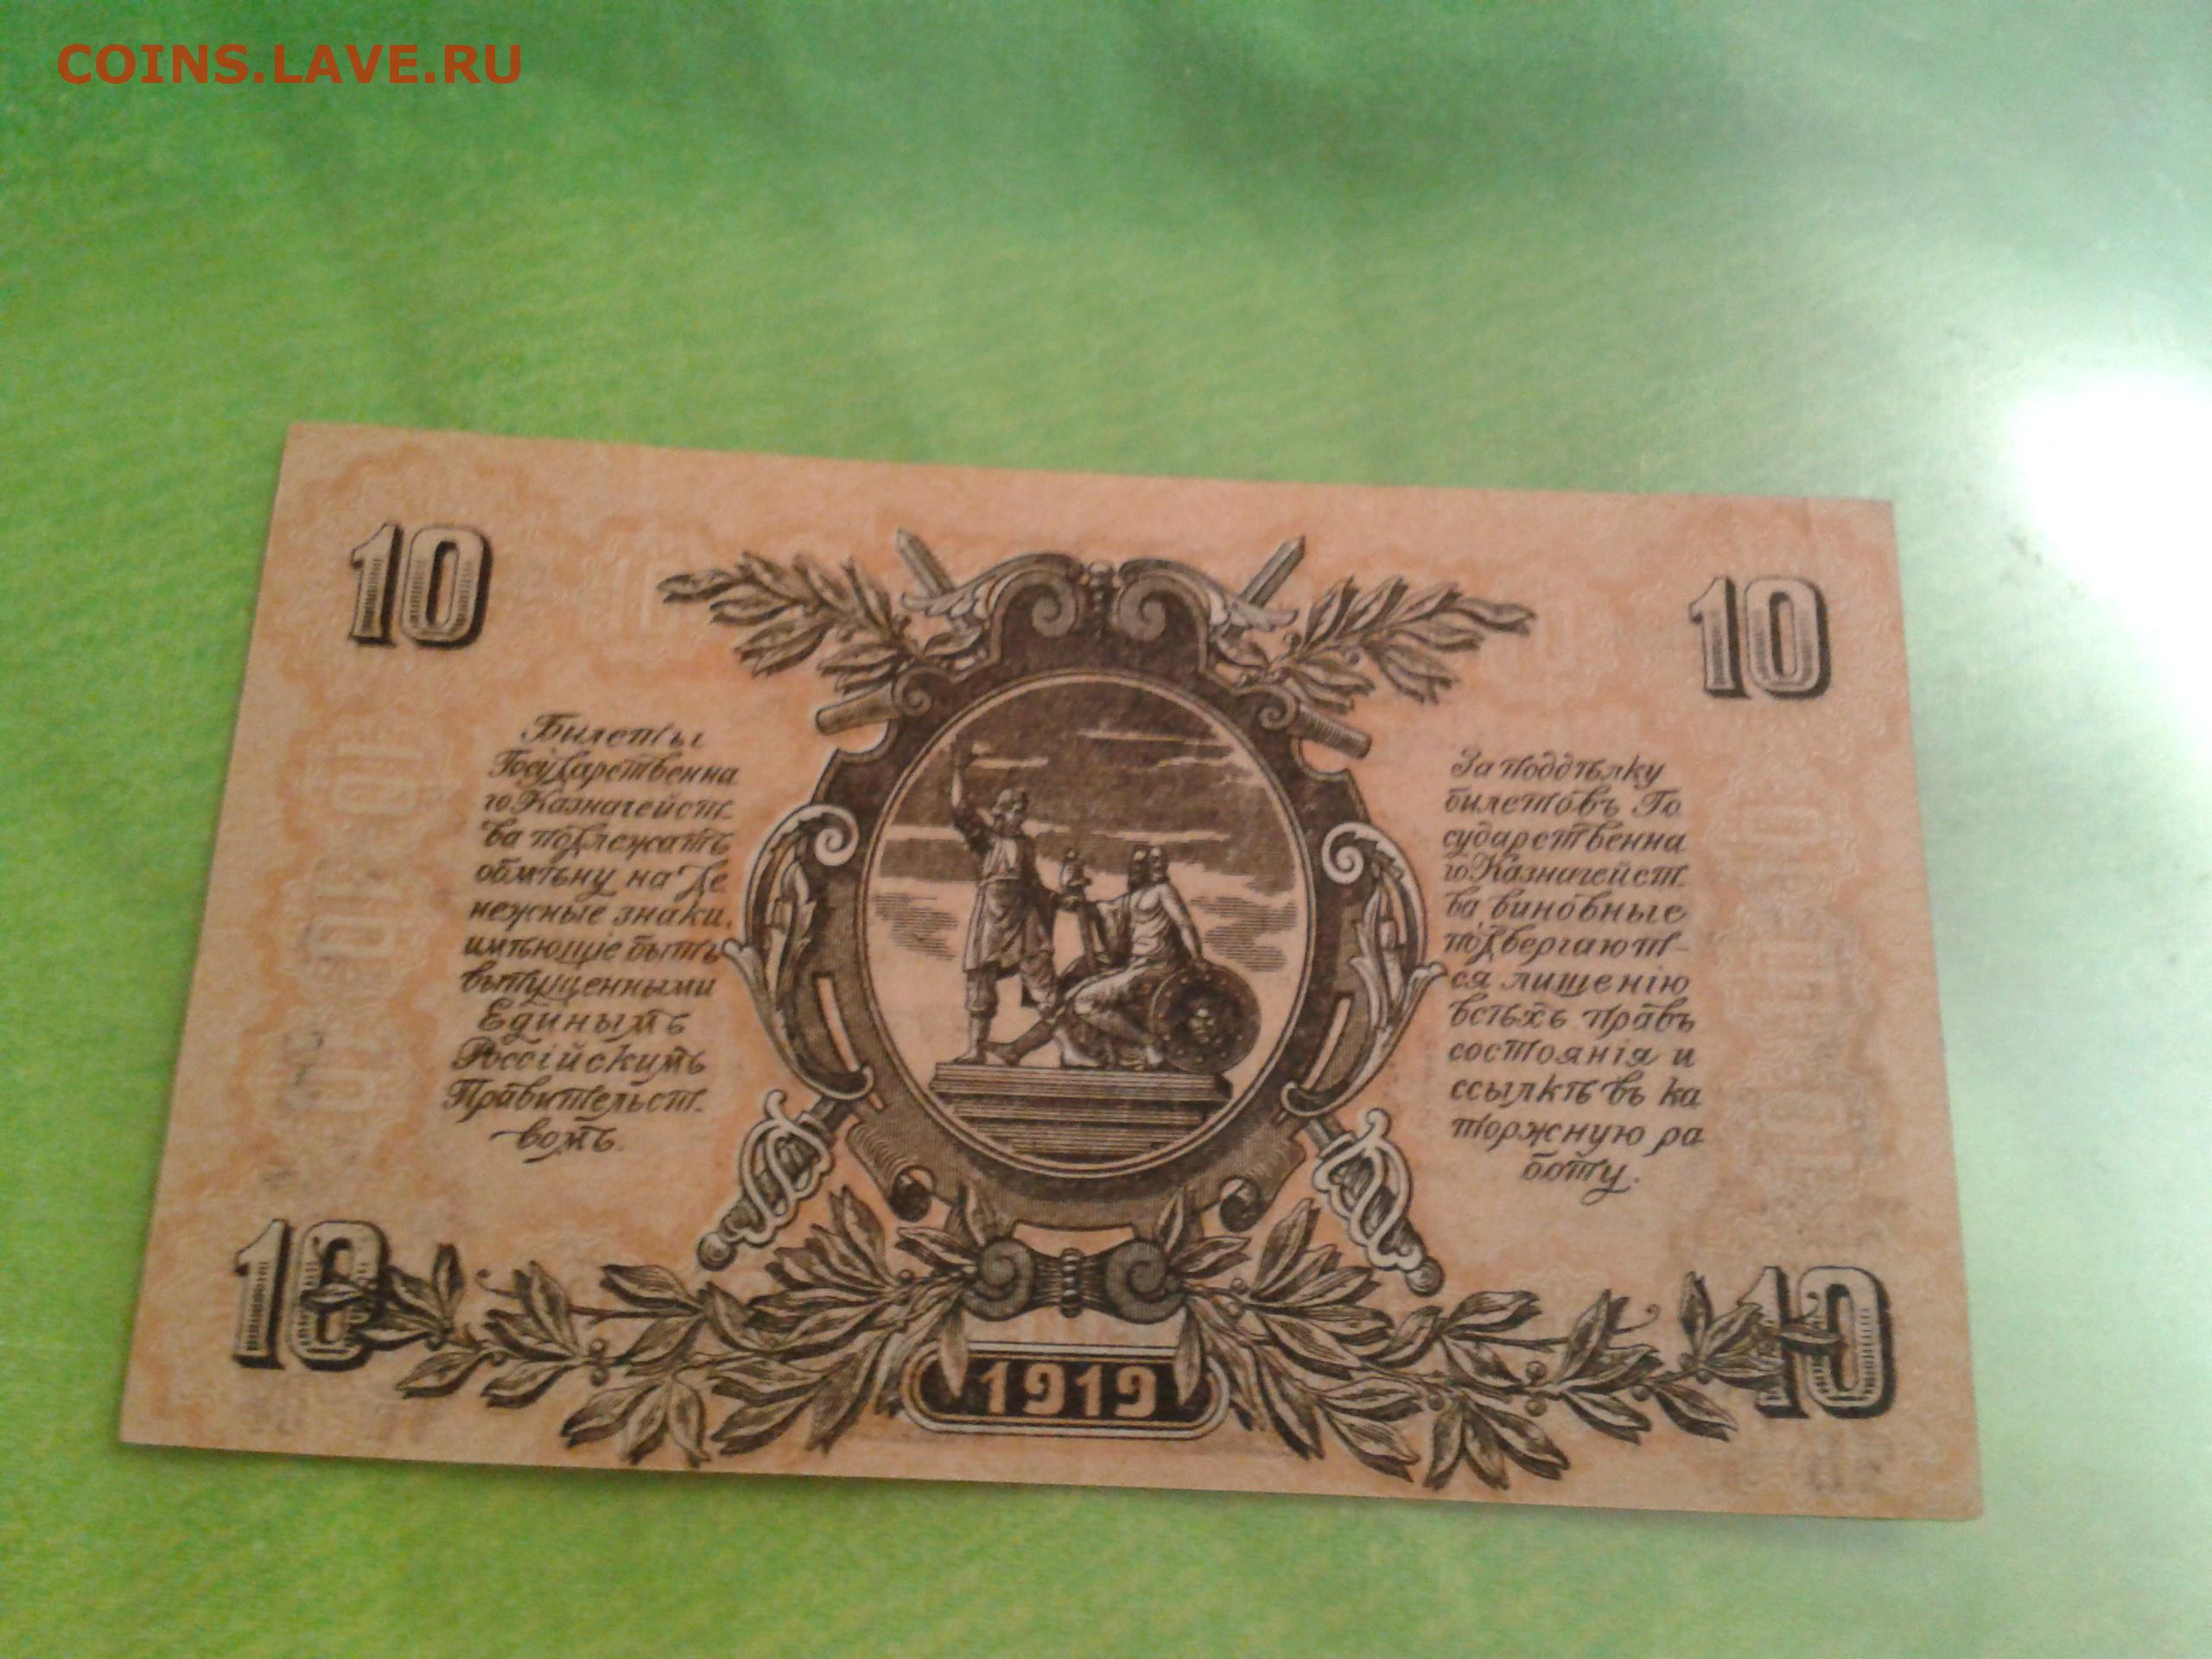 COINS.LAVE.RU
10
10
Билеты
Государственна
го Казначейст-
ва подлежатъ
обмѣну на де
нежные знаки,
имѣющіе быть
выпущенными
Единымъ
Россійскимъ
Правительст-
вомъ.
За поддѣлку
билетовъ Го
сударственна
го Казначейст-
ва виновные
подвергают-
ся лишенію
всѣхъ правъ
состоянія и
ссылкѣ въ ка
торжную ра
боту.
10
10
1919